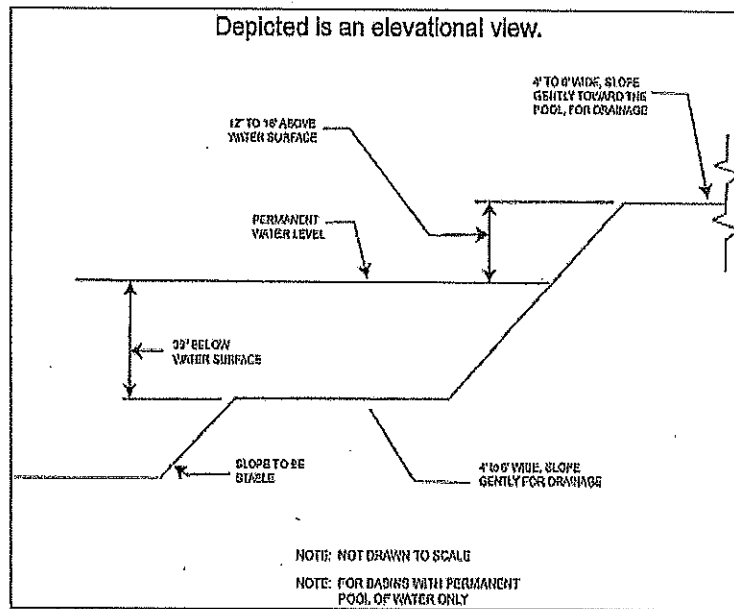 Depicted is an elevational view.
4' TO 6' WIDE, SLOPE
GENTLY TOWARD THE
POOL, FOR DRAINAGE
12" TO 18" ABOVE
WATER SURFACE
PERMANENT
WATER LEVEL
BELOW
WATER SURFACE
SLOPE TO BE
STABLE
4' to 6' WIDE, SLOPE
GENTLY FOR DRAINAGE
NOTE: NOT DRAWN TO SCALE
NOTE: FOR BASINS WITH PERMANENT
POOL OF WATER ONLY